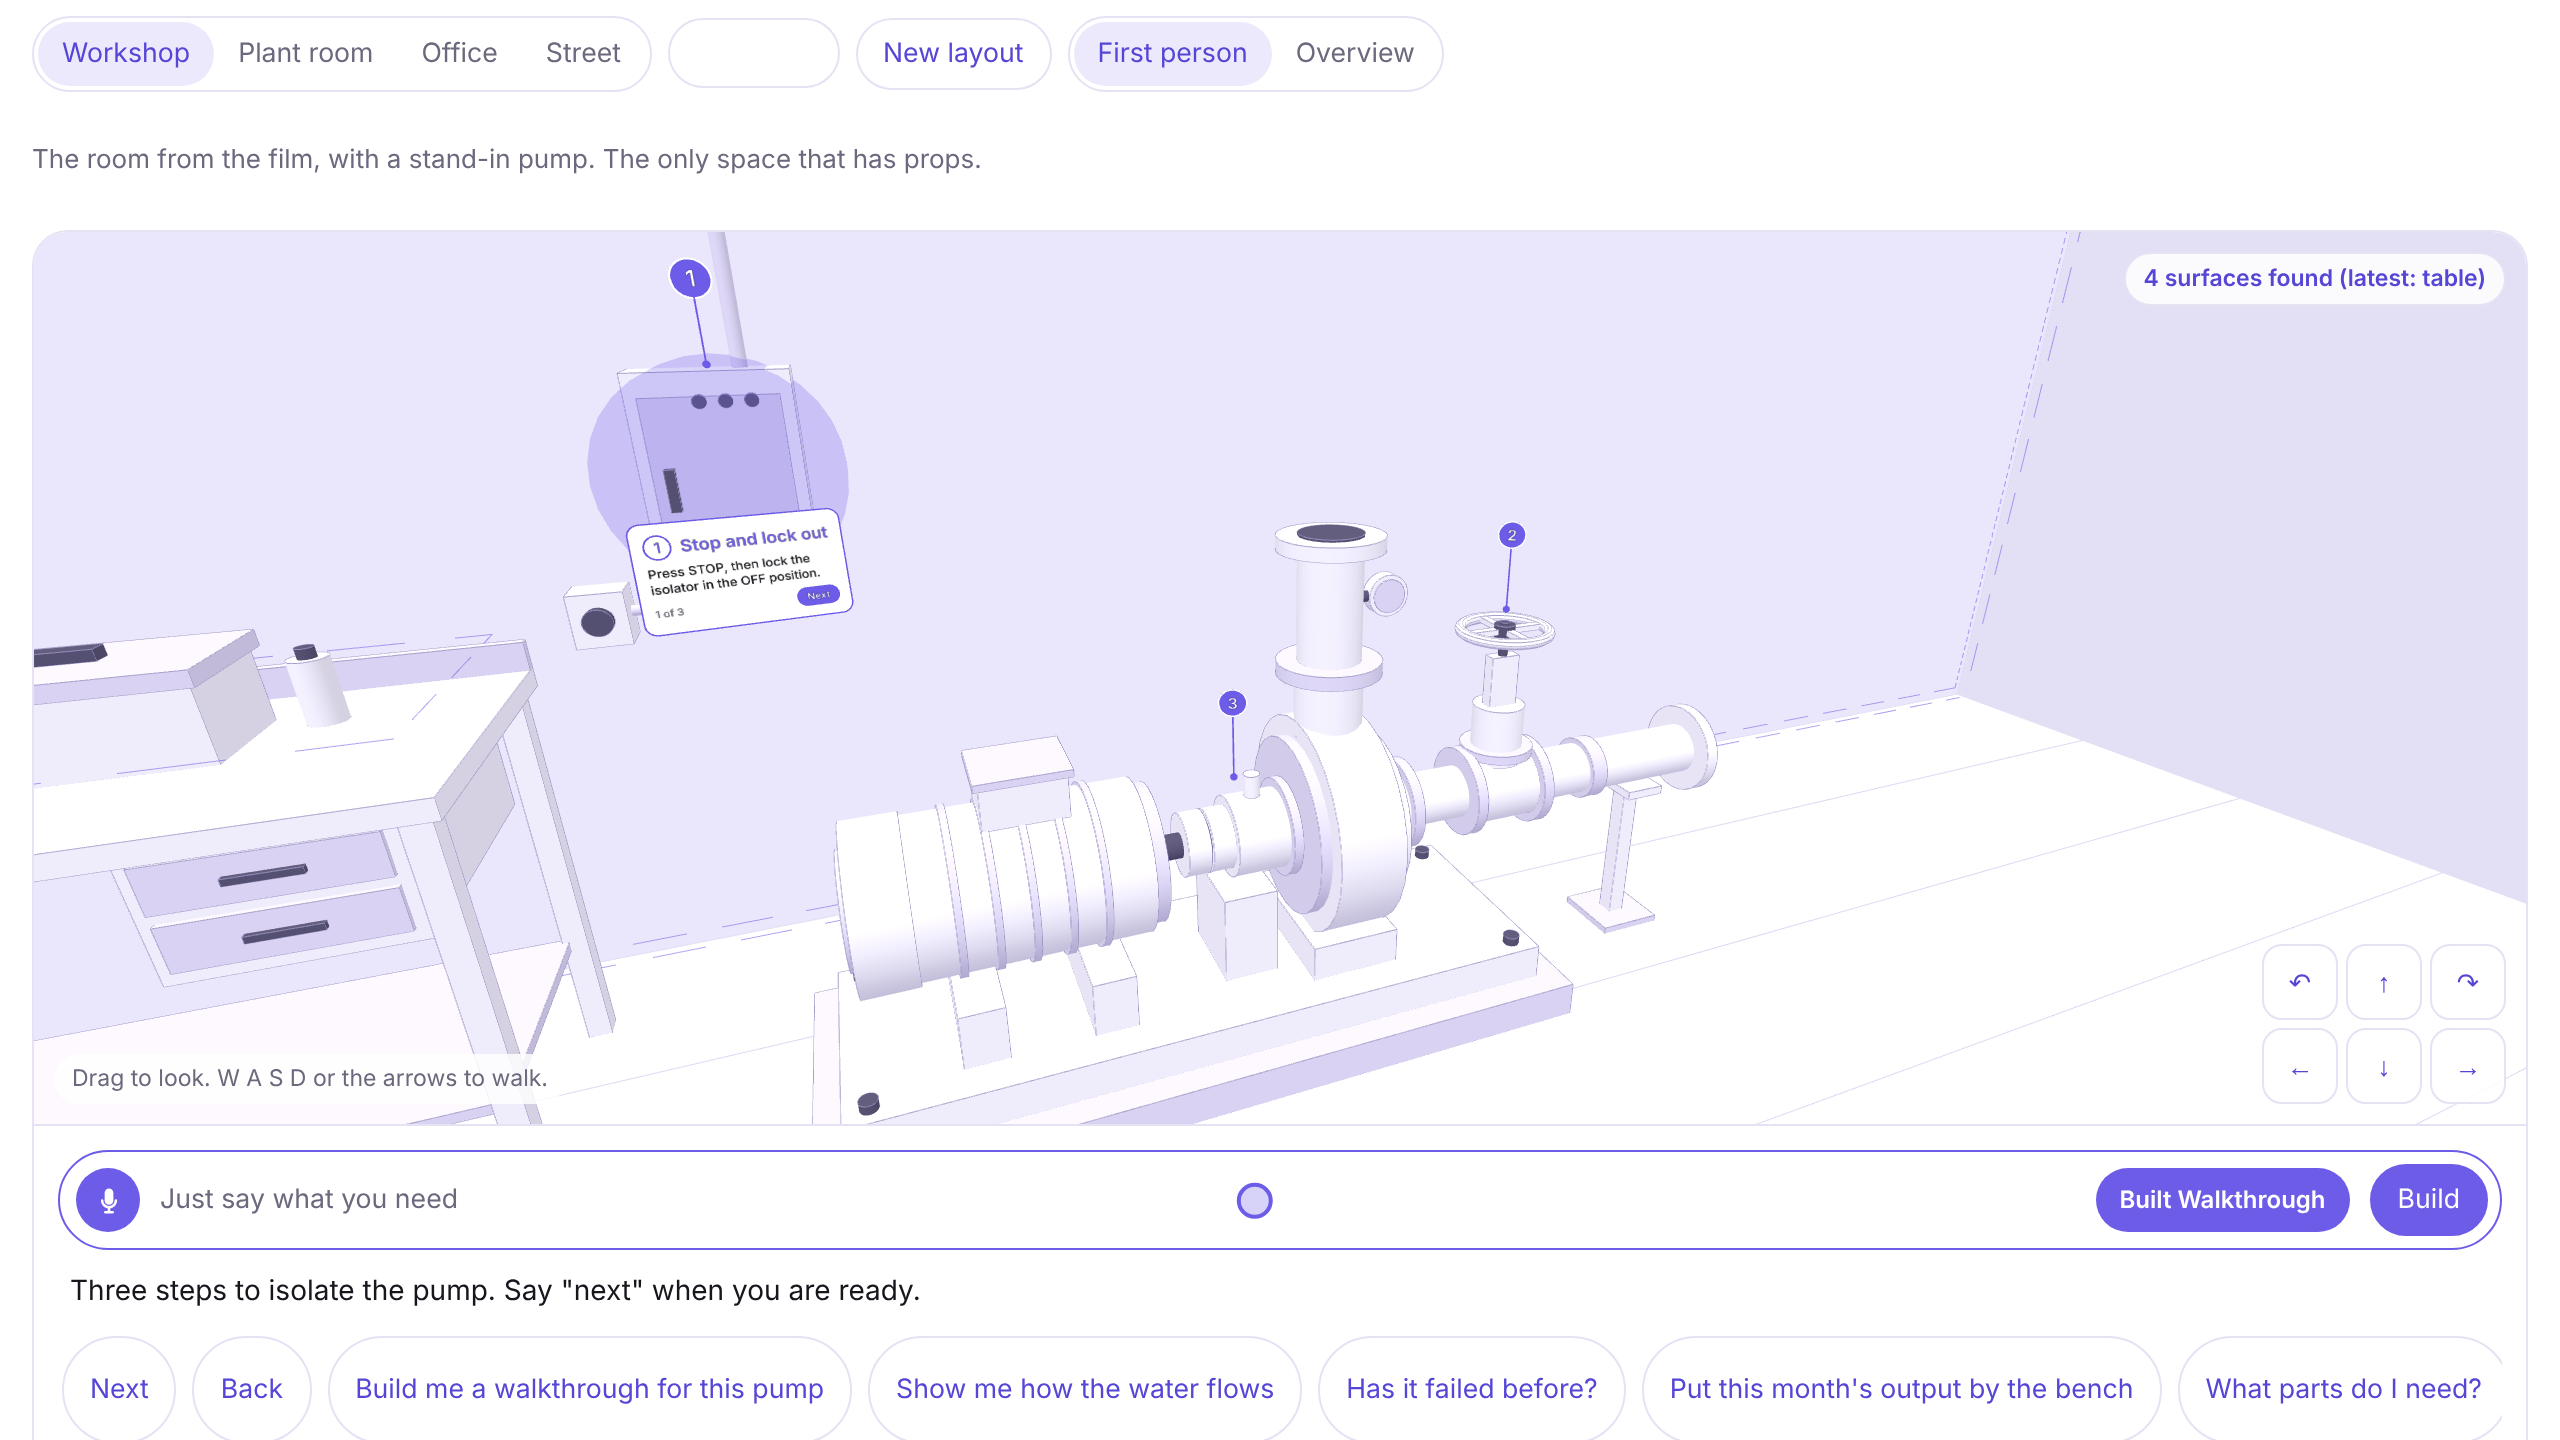 Workshop
Plant room
Office
Street
New layout
First person
Overview
The room from the film, with a stand-in pump. The only space that has props.
4 surfaces found (latest: table)
1
1 Stop and lock out
Press STOP, then lock the
isolator in the OFF position.
1 of 3
Next
2
3
↶ ↑ ↷
← ↓ →
Drag to look. W A S D or the arrows to walk.
Just say what you need
Built Walkthrough
Build
Three steps to isolate the pump. Say "next" when you are ready.
Next
Back
Build me a walkthrough for this pump
Show me how the water flows
Has it failed before?
Put this month's output by the bench
What parts do I need?